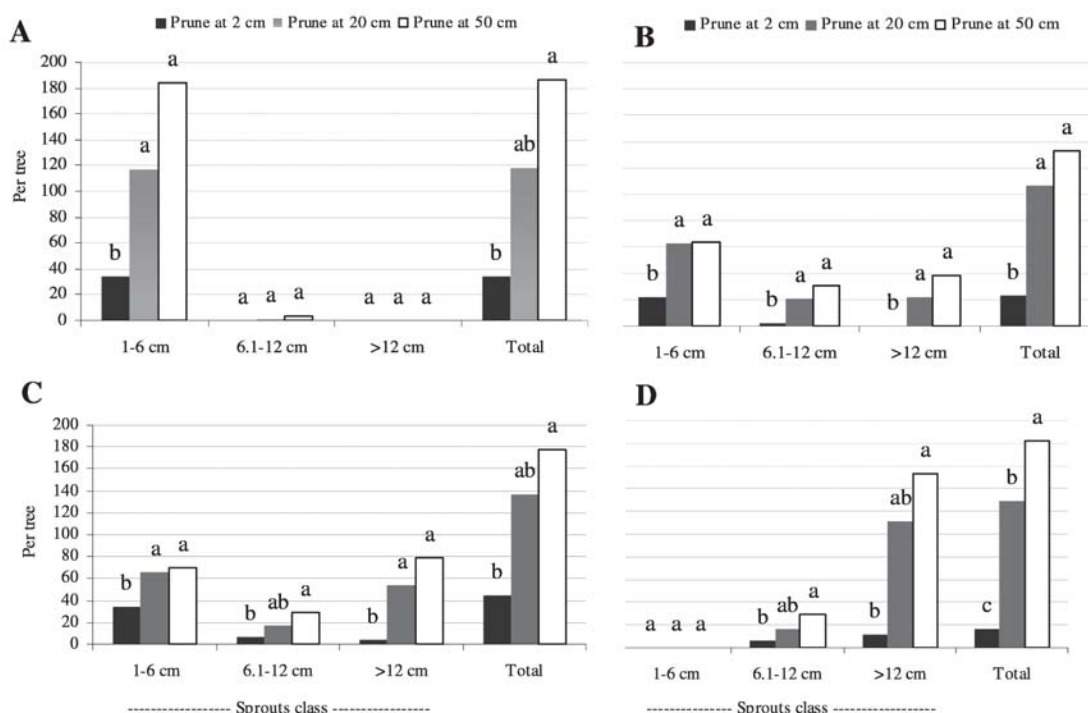 A
Prune at 2 cm Prune at 20 cm Prune at 50 cm
Per tree
200
180
160
140
120
100
80
60
40
20
0
b a a
a a a
a a a
b ab a
1-6 cm 6.1-12 cm >12 cm Total
B
Prune at 2 cm Prune at 20 cm Prune at 50 cm
b a a
b a a
b a a
b a a
1-6 cm 6.1-12 cm >12 cm Total
C
Per tree
200
180
160
140
120
100
80
60
40
20
0
b a a
b ab a
b a a
b ab a
1-6 cm 6.1-12 cm >12 cm Total
------------------ Sprouts class ------------------
D
a a a
b ab a
b ab a
c b a
1-6 cm 6.1-12 cm >12 cm Total
------------------ Sprouts class ------------------